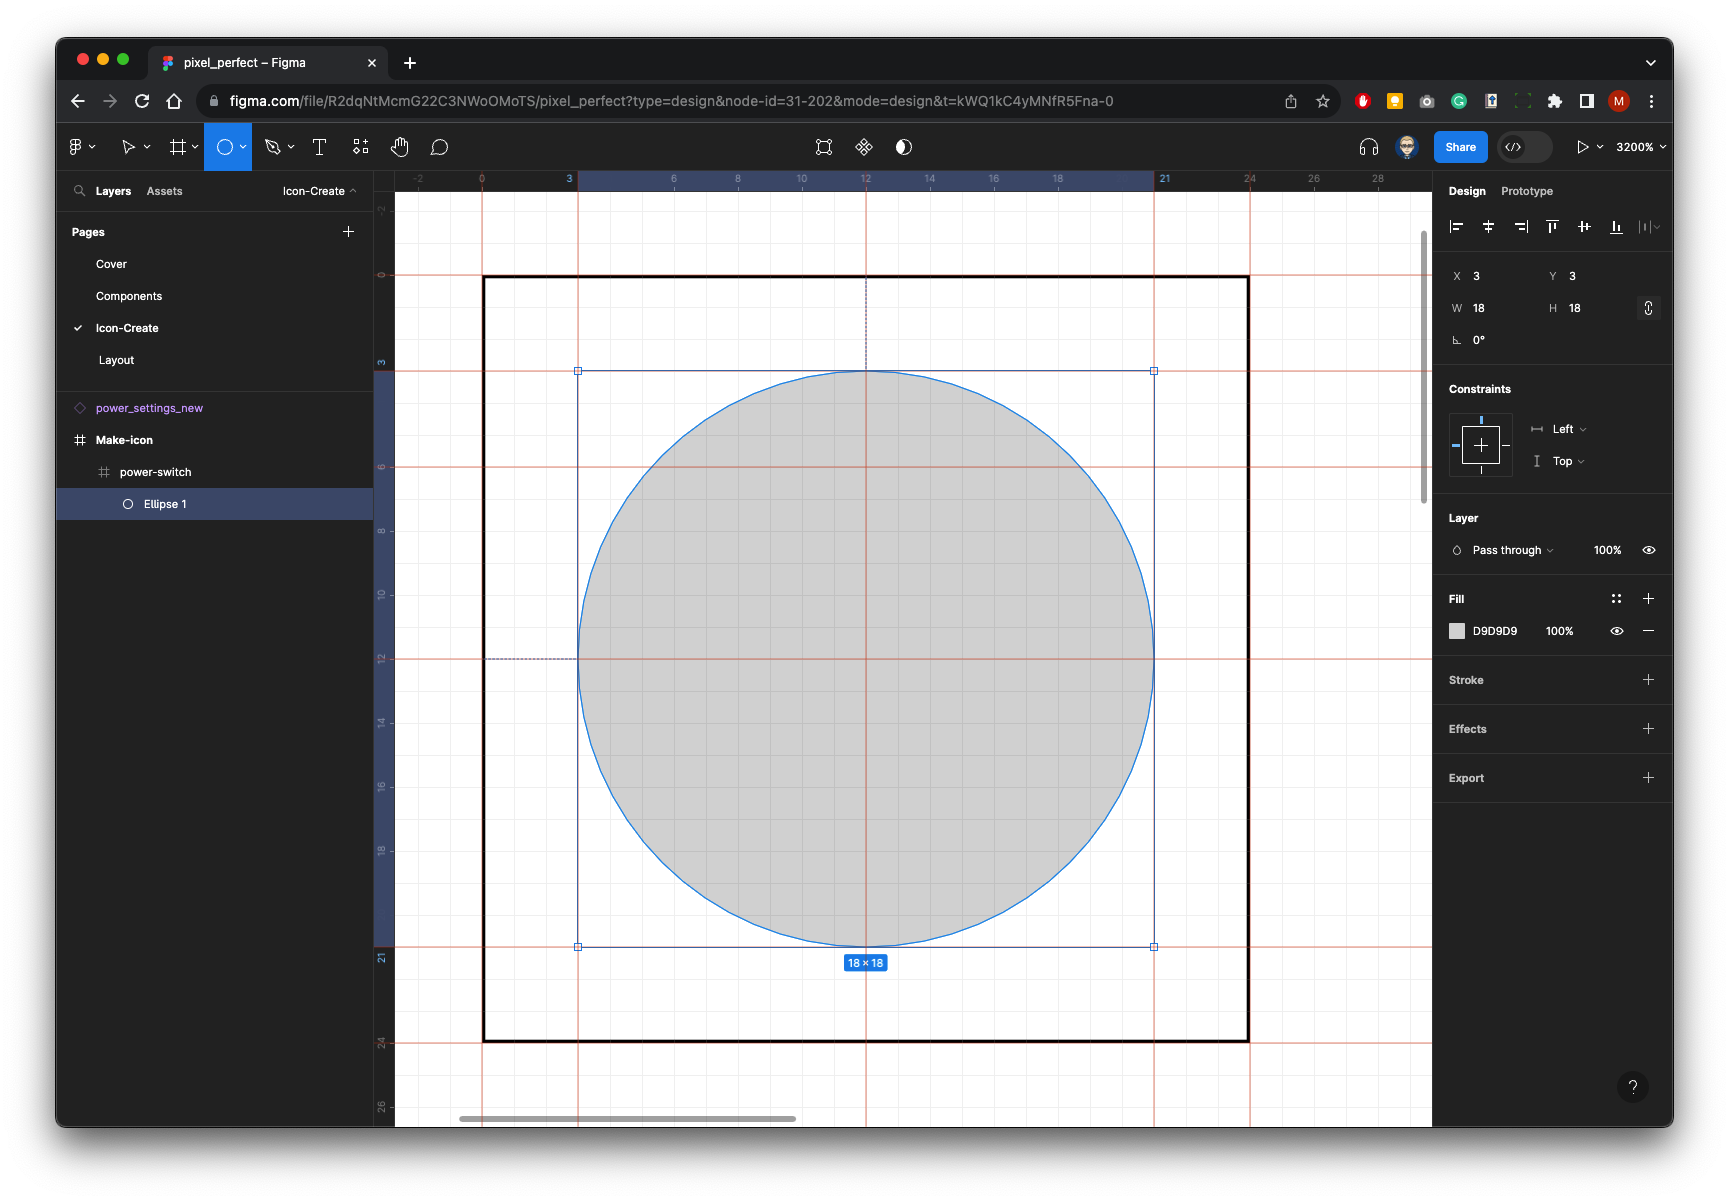 pixel_perfect – Figma
figma.com/file/R2dqNtMcmG22C3NWoOMoTS/pixel_perfect?type=design&node-id=31-202&mode=design&t=kWQ1kC4yMNfR5Fna-0
M
Share
3200%
Layers Assets Icon-Create
-2 0 3 6 8 10 12 14 16 18 21 24 26 28
Design Prototype
Pages
Cover
Components
Icon-Create
Layout
power_settings_new
Make-icon
power-switch
Ellipse 1
-2
0
3
6
8
10
12
14
16
18
21
24
26
18 × 18
X 3 Y 3
W 18 H 18
0°
Constraints
Left
Top
Layer
Pass through 100%
Fill
D9D9D9 100%
Stroke
Effects
Export
?